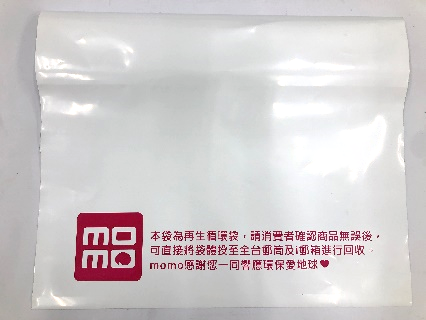 momo
本袋為再生循環袋，請消費者確認商品無誤後，
可直接將袋體投至全台郵局及i郵箱進行回收。
momo感謝您一同響應環保愛地球♥